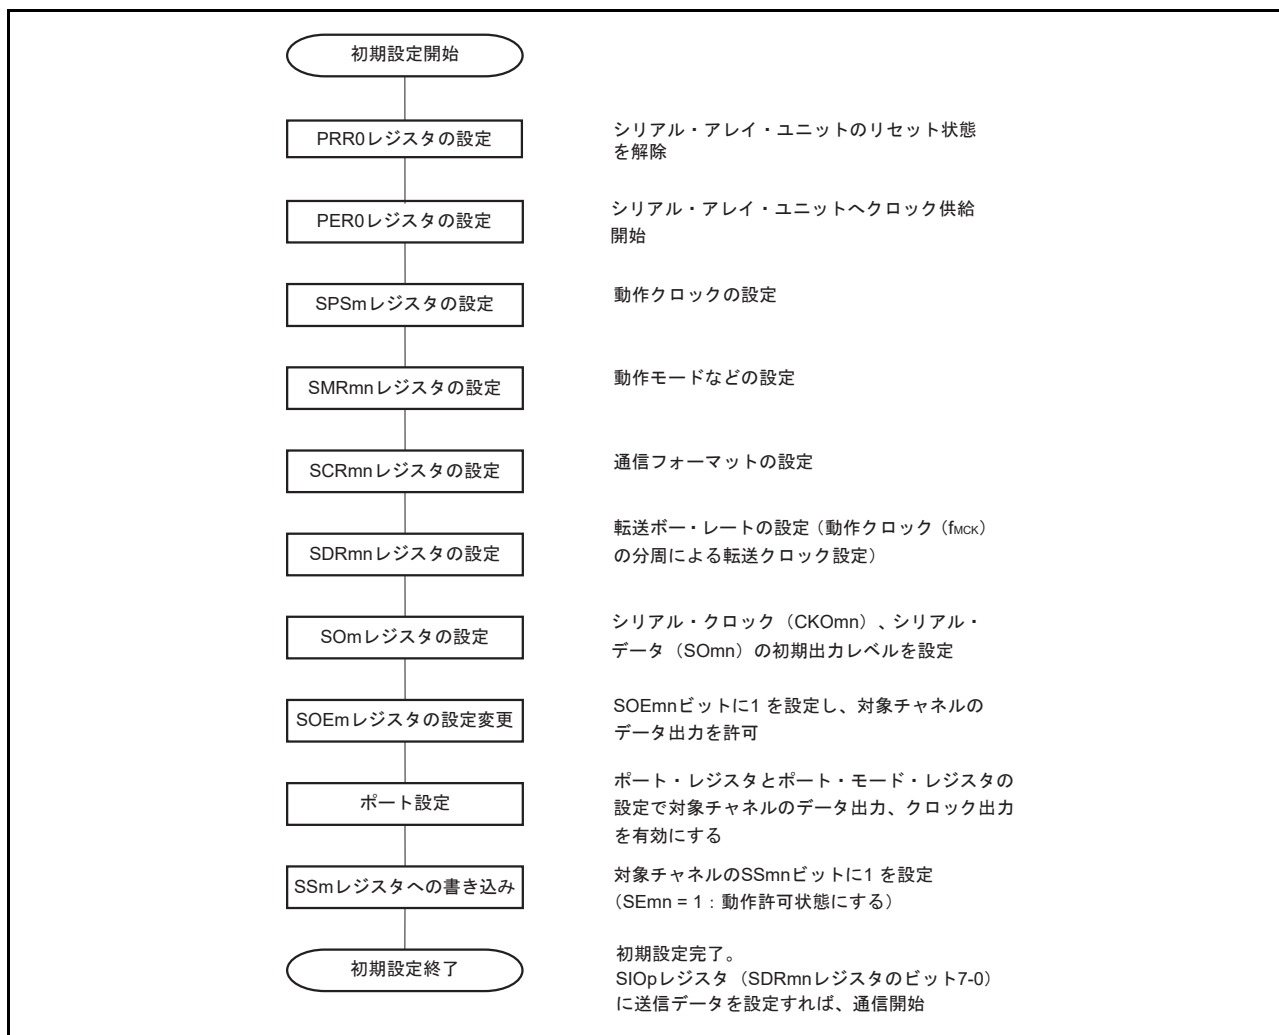 初期設定開始
PRR0レジスタの設定
シリアル・アレイ・ユニットのリセット状態
を解除
PER0レジスタの設定
シリアル・アレイ・ユニットへクロック供給
開始
SPSmレジスタの設定
動作クロックの設定
SMRmnレジスタの設定
動作モードなどの設定
SCRmnレジスタの設定
通信フォーマットの設定
SDRmnレジスタの設定
転送ボー・レートの設定（動作クロック（fMCK）
の分周による転送クロック設定）
SOmレジスタの設定
シリアル・クロック（CKOmn）、シリアル・
データ（SOmn）の初期出力レベルを設定
SOEmレジスタの設定変更
SOEmnビットに1 を設定し、対象チャネルの
データ出力を許可
ポート設定
ポート・レジスタとポート・モード・レジスタの
設定で対象チャネルのデータ出力、クロック出力
を有効にする
SSmレジスタへの書き込み
対象チャネルのSSmnビットに1 を設定
（SEmn = 1：動作許可状態にする）
初期設定終了
初期設定完了。
SIOpレジスタ（SDRmnレジスタのビット7-0）
に送信データを設定すれば、通信開始